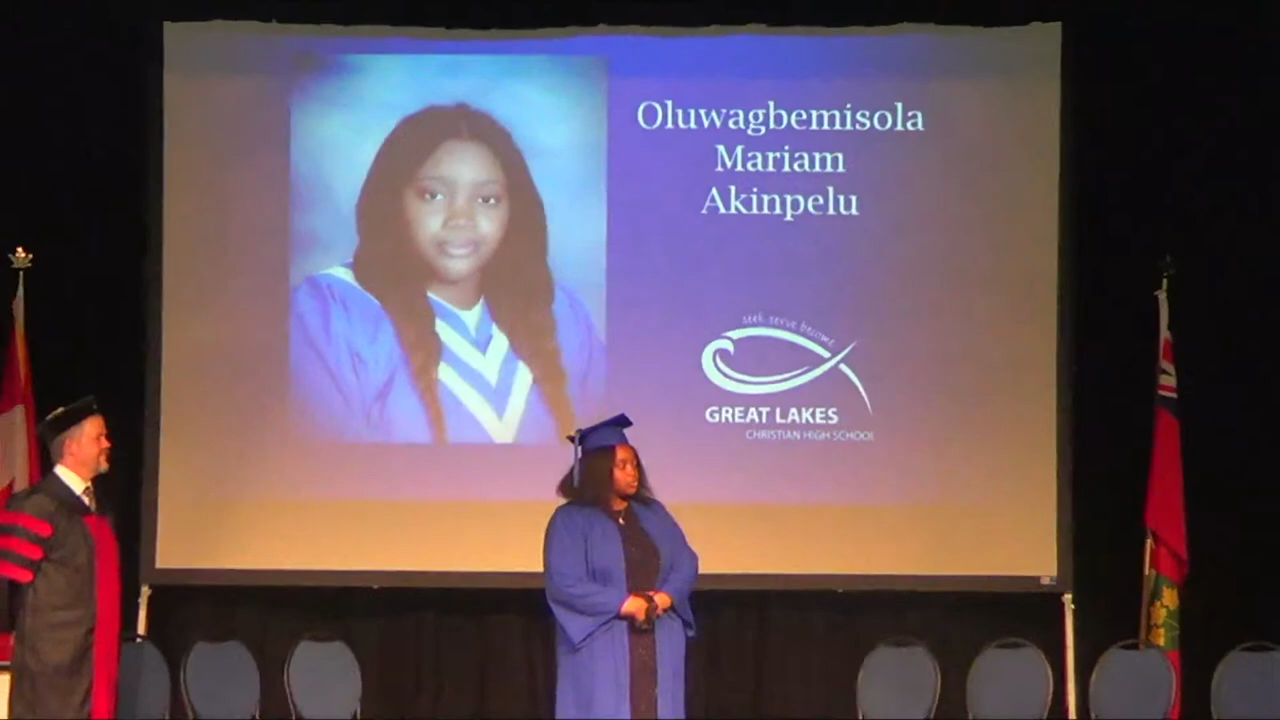 Oluwagbemisola
Mariam
Akinpelu
seek serve become
GREAT LAKES
CHRISTIAN HIGH SCHOOL